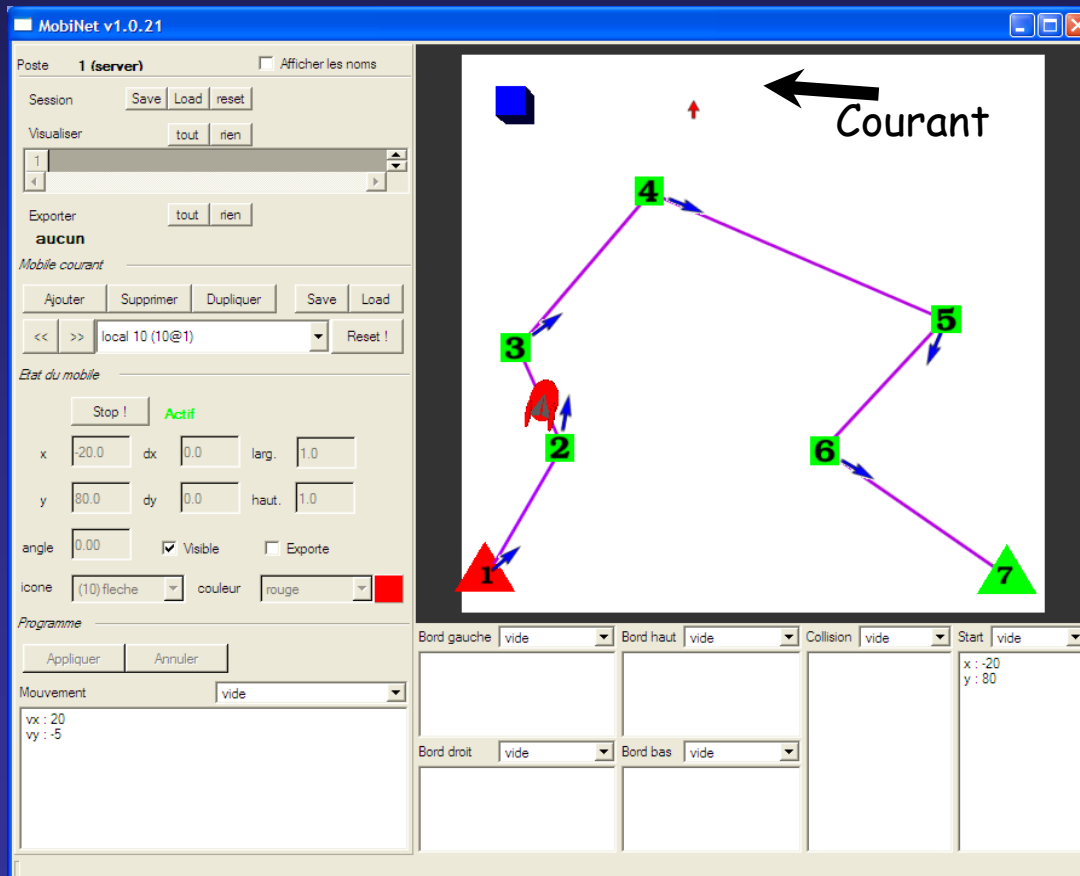 MobiNet v1.0.21
Poste 1 (server) Afficher les noms
Session Save Load reset
Visualiser tout rien
1
Exporter tout rien
aucun
Mobile courant
Ajouter Supprimer Dupliquer Save Load
<< >> local 10 (10@1) Reset !
Etat du mobile
Stop ! Actif
x -20.0 dx 0.0 larg. 1.0
y 80.0 dy 0.0 haut. 1.0
angle 0.00 Visible Exporte
icone (10) fleche couleur rouge
Programme
Appliquer Annuler
Mouvement vide
vx : 20
vy : -5
Courant
4
5
3
2
6
1
7
Bord gauche vide Bord haut vide Collision vide Start vide
x : -20
y : 80
Bord droit vide Bord bas vide